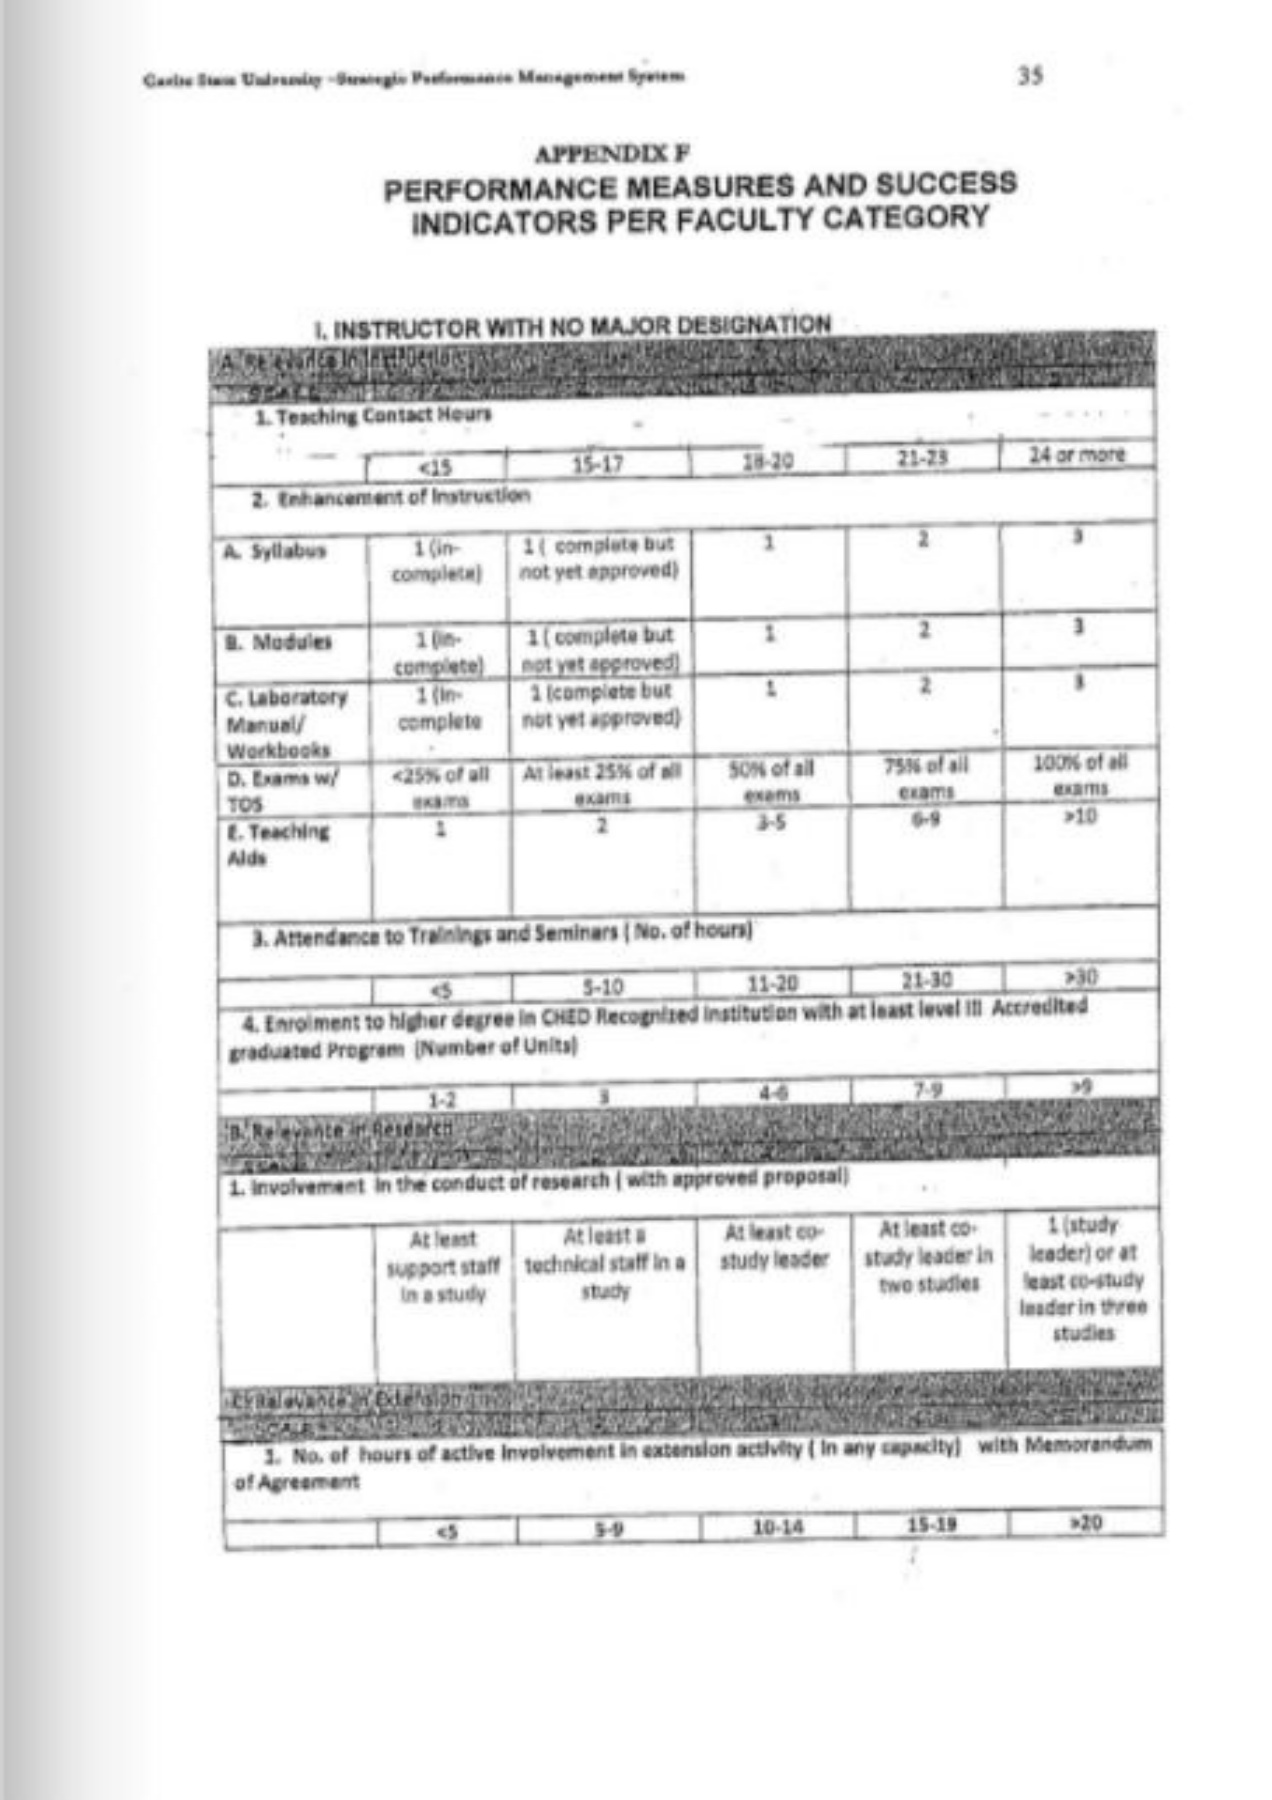 Caribe State University -Strategic Performance Management System 35
APPENDIX F
PERFORMANCE MEASURES AND SUCCESS
INDICATORS PER FACULTY CATEGORY
I. INSTRUCTOR WITH NO MAJOR DESIGNATION
A. Relevance in Instruction
SCALE
1. Teaching Contact Hours
<15 15-17 18-20 21-23 24 or more
2. Enhancement of Instruction
A. Syllabus 1 (in- 1 ( complete but 1 2 3
complete) not yet approved)
B. Modules 1 (in- 1 ( complete but 1 2 3
complete) not yet approved)
C. Laboratory 1 (in- 1 (complete but 1 2 3
Manual/ complete not yet approved)
Workbooks
D. Exams w/ <25% of all At least 25% of all 50% of all 75% of all 100% of all
TOS exams exams exams exams exams
E. Teaching 1 2 3-5 6-9 >10
Aids
3. Attendance to Trainings and Seminars ( No. of hours)
<5 5-10 11-20 21-30 >30
4. Enrolment to higher degree in CHED Recognized institution with at least level III Accredited
graduated Program (Number of Units)
1-2 3 4-6 7-9 >9
B. Relevance in Research
1. Involvement in the conduct of research ( with approved proposal)
At least At least a At least co- At least co- 1 (study
support staff technical staff in a study leader study leader in leader) or at
in a study study two studies least co-study
leader in three
studies
C. Relevance in Extension
SCALE
1. No. of hours of active involvement in extension activity ( in any capacity) with Memorandum
of Agreement
<5 5-9 10-14 15-19 >20